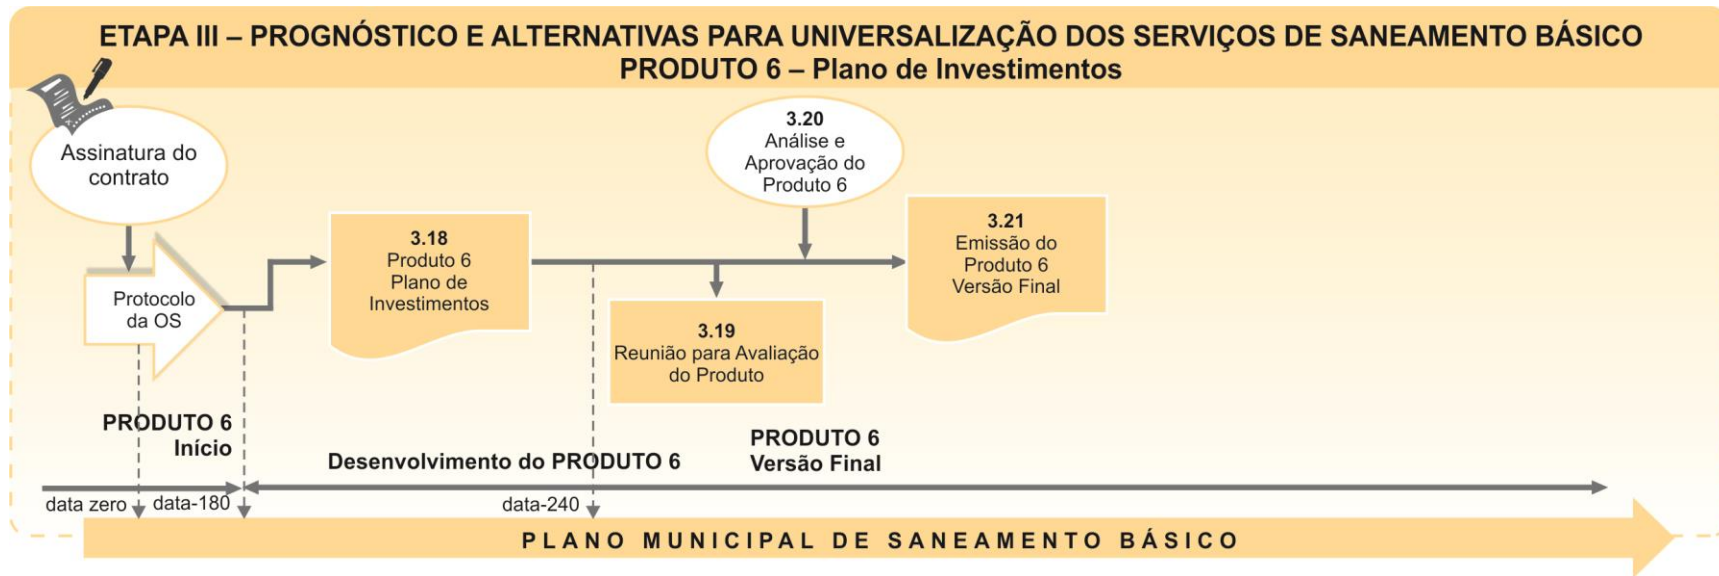 ETAPA III – PROGNÓSTICO E ALTERNATIVAS PARA UNIVERSALIZAÇÃO DOS SERVIÇOS DE SANEAMENTO BÁSICO
PRODUTO 6 – Plano de Investimentos
Assinatura do
contrato
Protocolo
da OS
3.18
Produto 6
Plano de
Investimentos
3.20
Análise e
Aprovação do
Produto 6
3.19
Reunião para Avaliação
do Produto
3.21
Emissão do
Produto 6
Versão Final
PRODUTO 6
Início
Desenvolvimento do PRODUTO 6
PRODUTO 6
Versão Final
data zero
data-180
data-240
PLANO MUNICIPAL DE SANEAMENTO BÁSICO